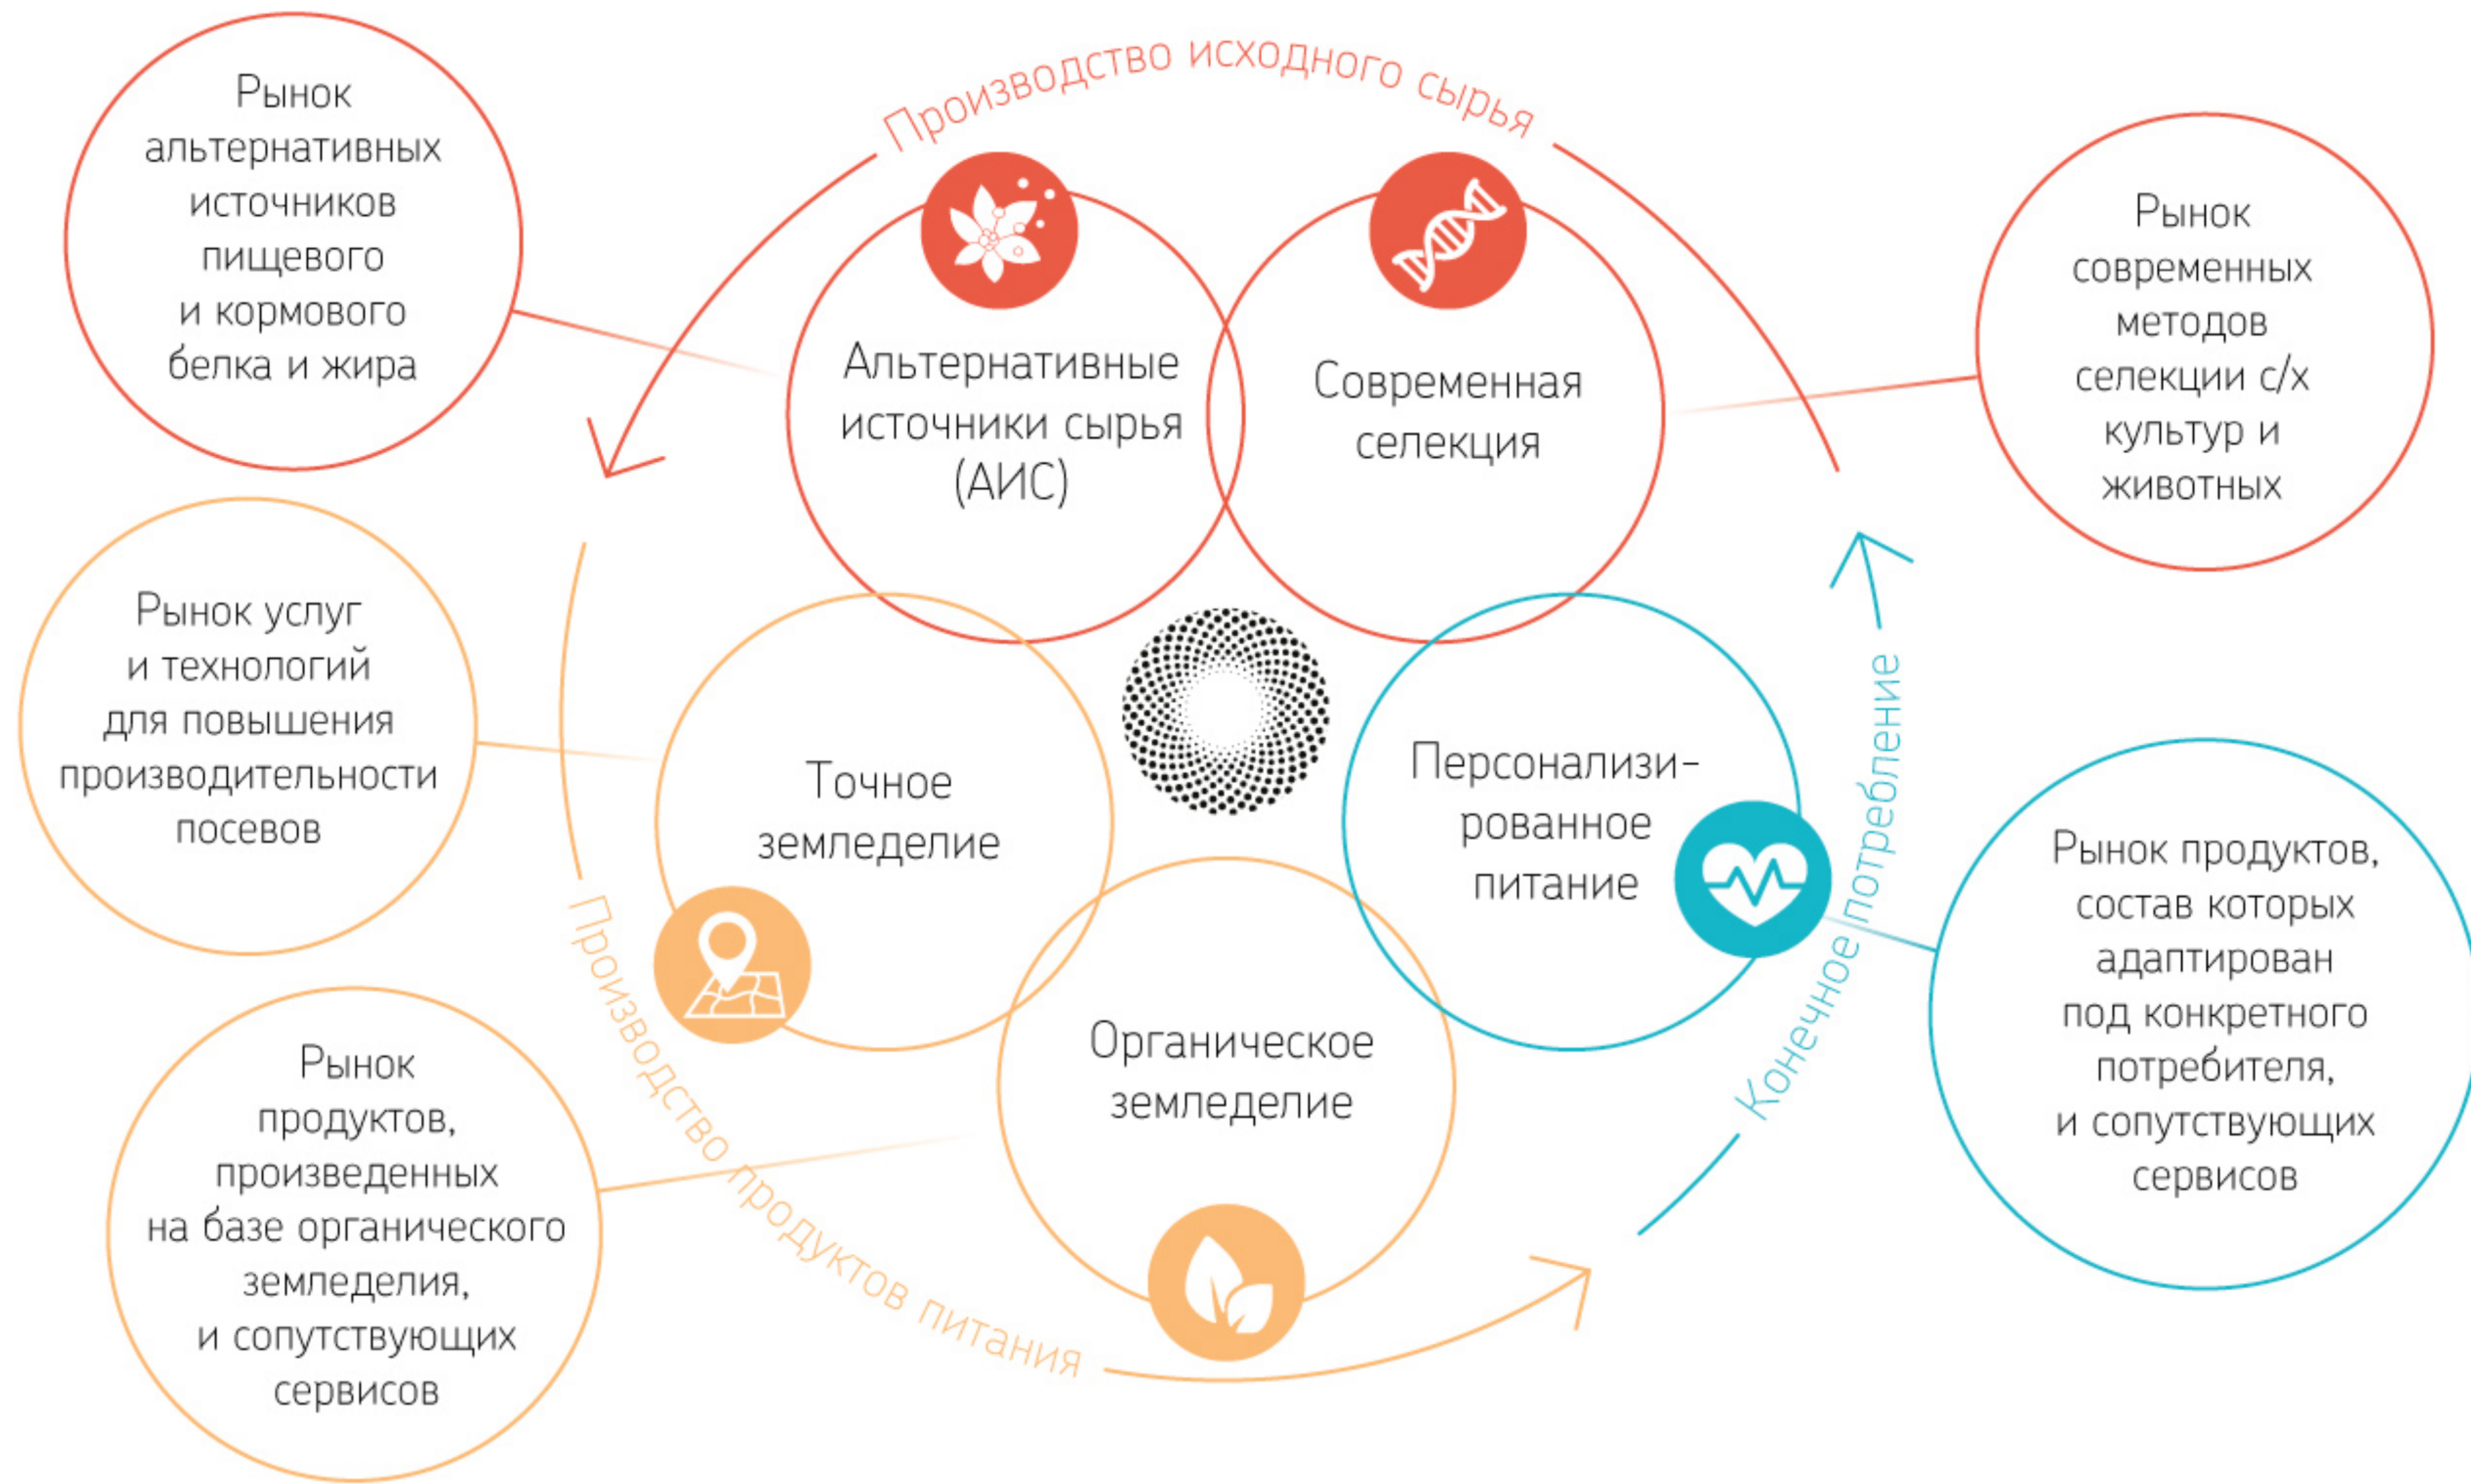 Производство исходного сырья
Рынок
альтернативных
источников
пищевого
и кормового
белка и жира
Альтернативные
источники сырья
(АИС)
Современная
селекция
Рынок
современных
методов
селекции с/х
культур и
животных
Рынок услуг
и технологий
для повышения
производительности
посевов
Точное
земледелие
Персонализи-
рованное
питание
Конечное потребление
Рынок продуктов,
состав которых
адаптирован
под конкретного
потребителя,
и сопутствующих
сервисов
Производство продуктов питания
Органическое
земледелие
Рынок
продуктов,
произведенных
на базе органического
земледелия,
и сопутствующих
сервисов